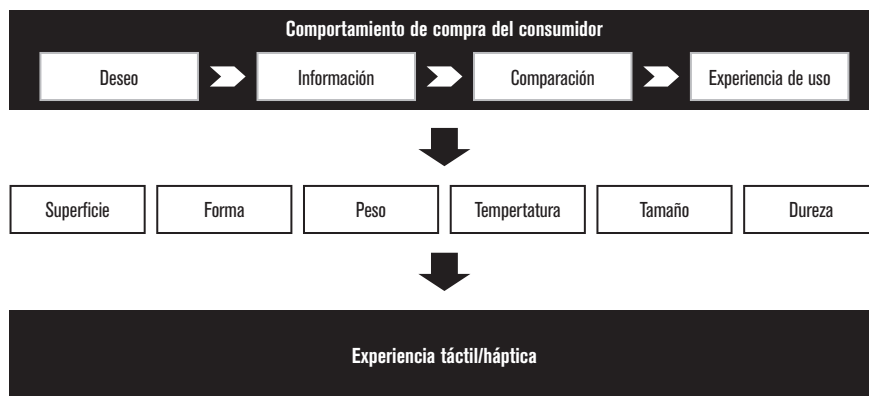 Comportamiento de compra del consumidor
Deseo
Información
Comparación
Experiencia de uso
Superficie
Forma
Peso
Tempertatura
Tamaño
Dureza
Experiencia táctil/háptica